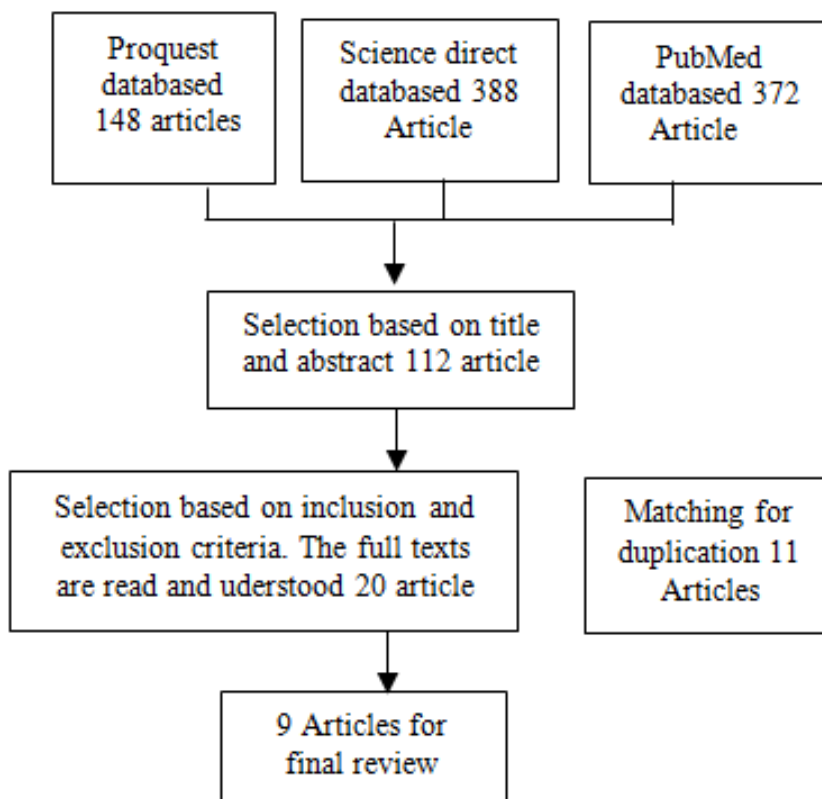 Proquest
databased
148 articles
Science direct
databased 388
Article
PubMed
databased 372
Article
Selection based on title
and abstract 112 article
Selection based on inclusion and
exclusion criteria. The full texts
are read and uderstood 20 article
Matching for
duplication 11
Articles
9 Articles for
final review